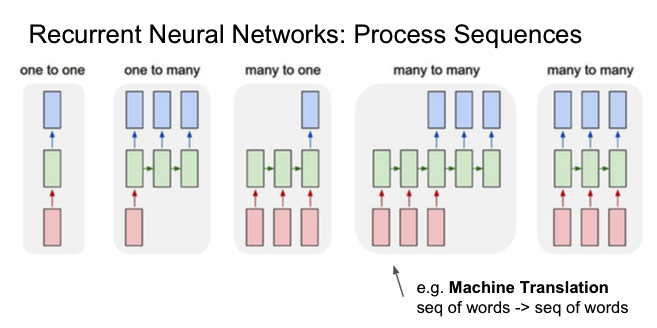 Recurrent Neural Networks: Process Sequences
one to one
one to many
many to one
many to many
many to many
e.g. Machine Translation
seq of words -> seq of words